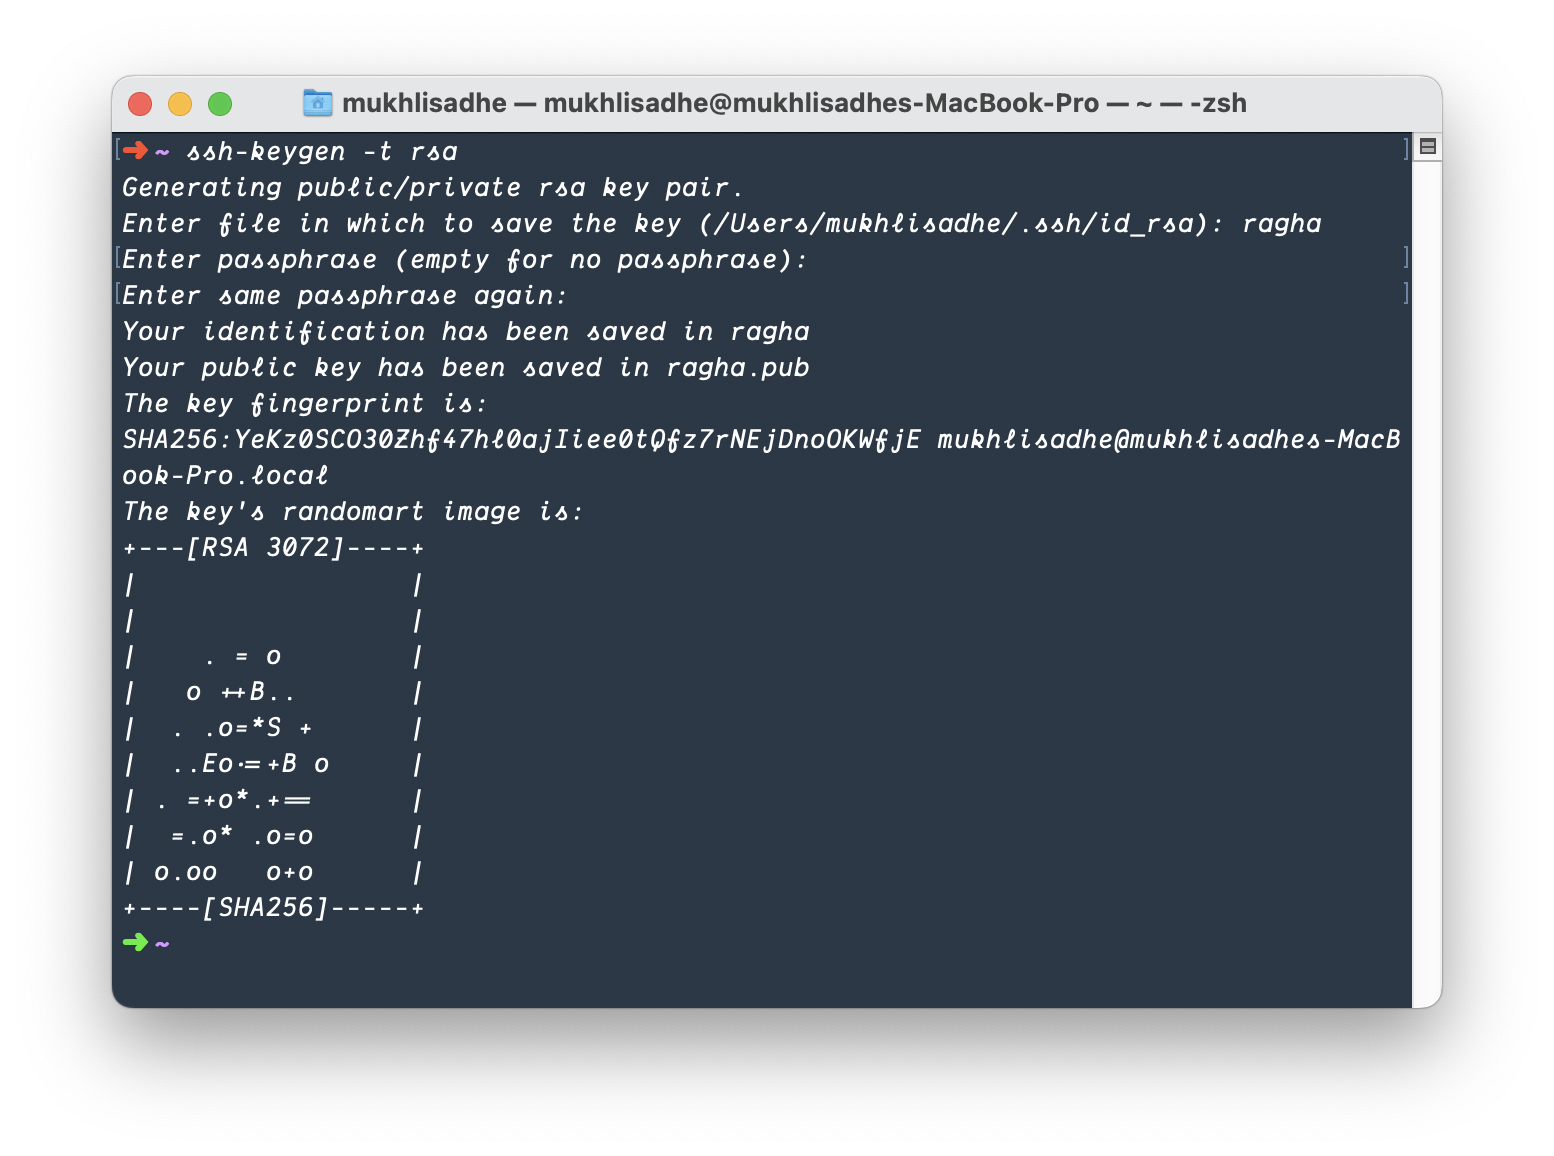 mukhlisadhe — mukhlisadhe@mukhlisadhes-MacBook-Pro — ~ — -zsh
[➜ ~ ssh-keygen -t rsa ]
Generating public/private rsa key pair.
Enter file in which to save the key (/Users/mukhlisadhe/.ssh/id_rsa): ragha
[Enter passphrase (empty for no passphrase): ]
[Enter same passphrase again: ]
Your identification has been saved in ragha
Your public key has been saved in ragha.pub
The key fingerprint is:
SHA256:YeKz0SCO30Zhf47hl0ajIiee0tQfz7rNEjDnoOKWfjE mukhlisadhe@mukhlisadhes-MacB
ook-Pro.local
The key's randomart image is:
+---[RSA 3072]----+
|                 |
|                 |
|    . = o        |
|   o ++B..       |
|  . .o=*S +      |
|  ..Eo.=+B o     |
| . =+o*.+==      |
|  =.o* .o=o      |
| o.oo   o+o      |
+----[SHA256]-----+
➜ ~